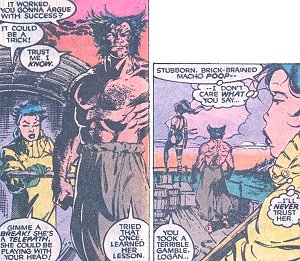 IT WORKED.
YOU GONNA ARGUE
WITH SUCCESS?
IT COULD
BE A
TRICK!
TRUST
ME. I
KNOW.
GIMME A
BREAK! SHE'S
A TELEPATH,
SHE COULD BE
PLAYING WITH
YOUR HEAD!
TRIED
THAT
ONCE.
LEARNED
HER
LESSON.
STUBBORN, BRICK-BRAINED
MACHO POOP--
--I DON'T
CARE WHAT
YOU SAY...
...I'LL
NEVER
TRUST
HER.
YOU
TOOK A
TERRIBLE
GAMBLE,
LOGAN...